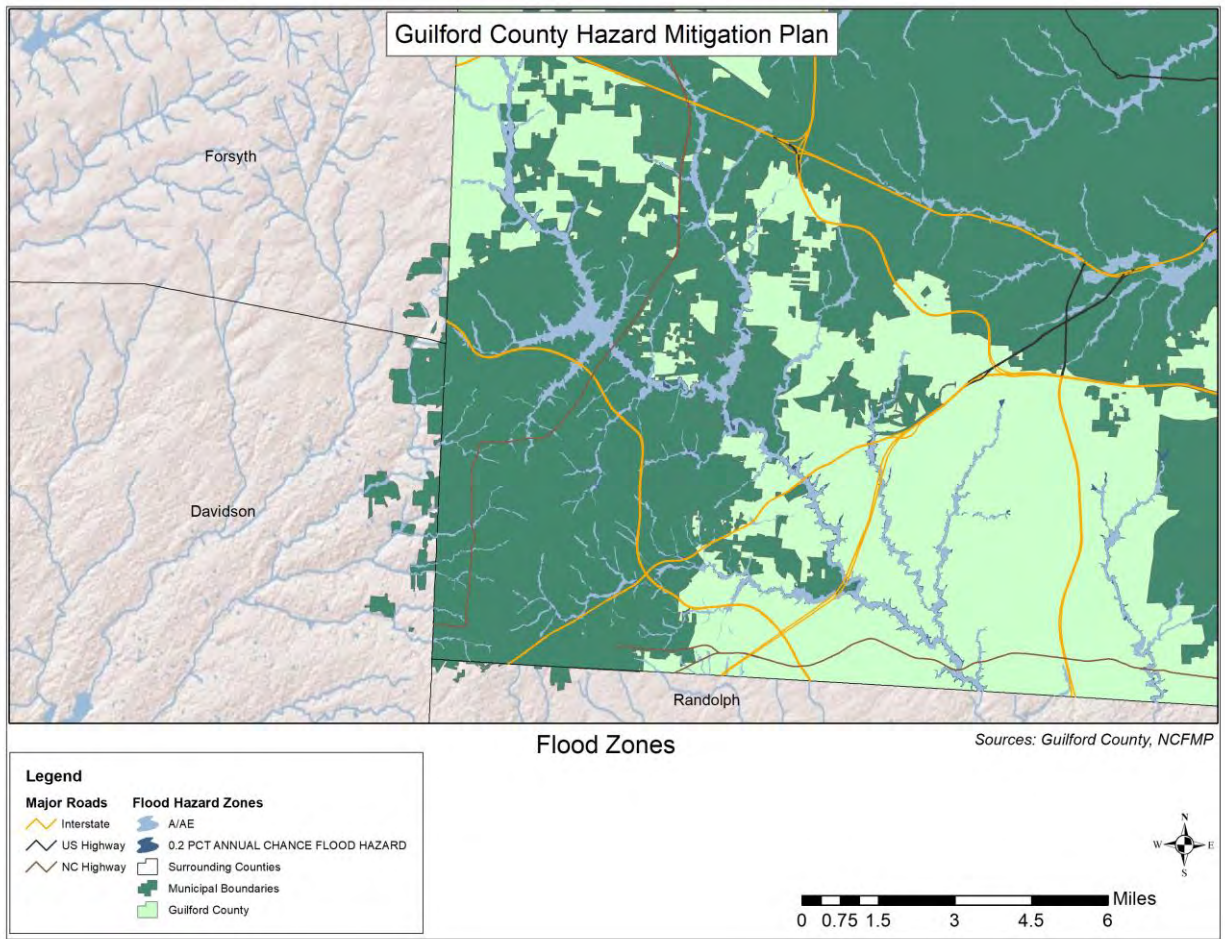 Guilford County Hazard Mitigation Plan
Forsyth
Davidson
Randolph
Flood Zones
Sources: Guilford County, NCFMP
Legend
Major Roads
Interstate
US Highway
NC Highway
Flood Hazard Zones
A/AE
0.2 PCT ANNUAL CHANCE FLOOD HAZARD
Surrounding Counties
Municipal Boundaries
Guilford County
N
W E
S
Miles
0 0.75 1.5 3 4.5 6